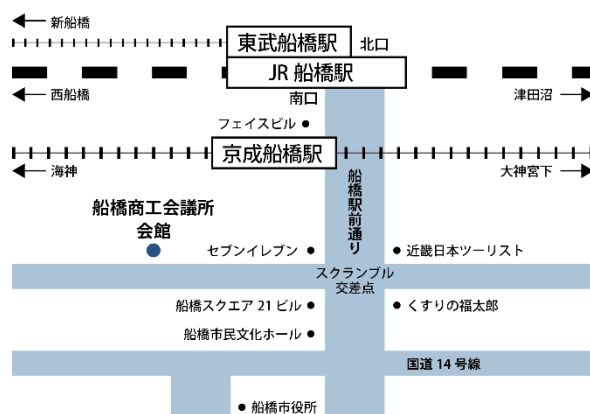 新船橋
東武船橋駅
北口
JR 船橋駅
西船橋
南口
津田沼
フェイスビル
京成船橋駅
海神
大神宮下
船橋駅前通り
船橋商工会議所
会館
セブンイレブン
近畿日本ツーリスト
スクランブル
交差点
船橋スクエア 21 ビル
くすりの福太郎
船橋市民文化ホール
国道 14 号線
船橋市役所